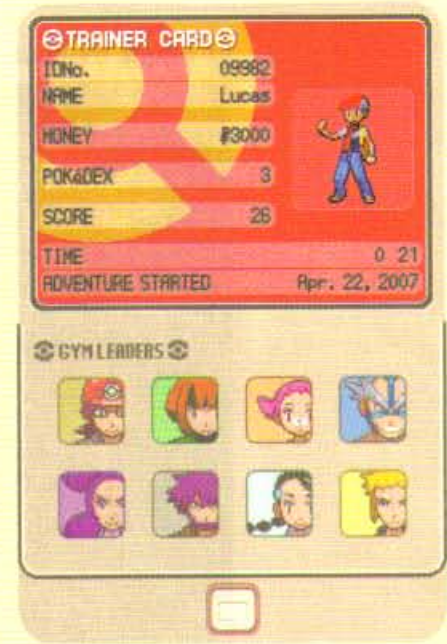 TRAINER CARD
IDNo. 09982
NAME Lucas
MONEY ₽3000
POKéDEX 3
SCORE 26
TIME 0 21
ADVENTURE STARTED Apr. 22, 2007
GYM LEADERS